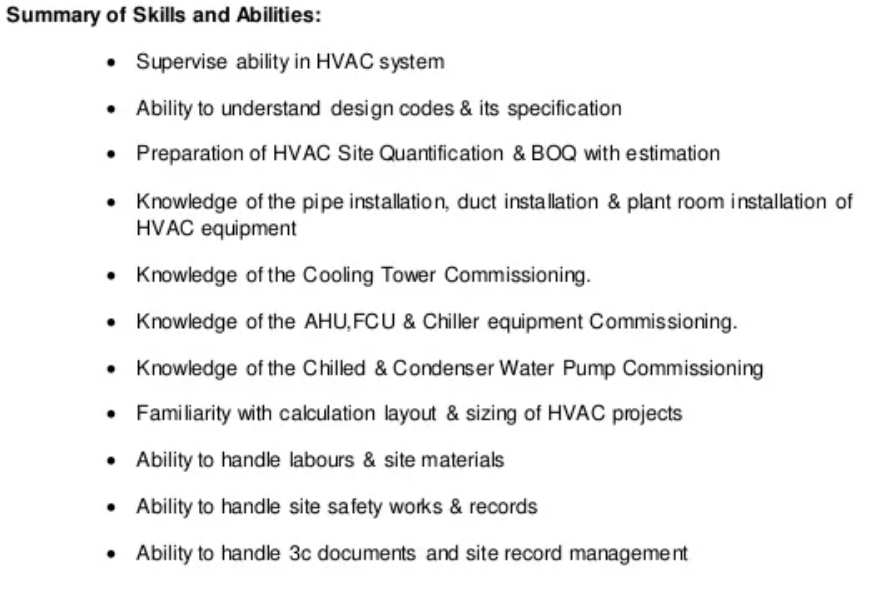 Summary of Skills and Abilities:
• Supervise ability in HVAC system
• Ability to understand design codes & its specification
• Preparation of HVAC Site Quantification & BOQ with estimation
• Knowledge of the pipe installation, duct installation & plant room installation of
HVAC equipment
• Knowledge of the Cooling Tower Commissioning.
• Knowledge of the AHU,FCU & Chiller equipment Commissioning.
• Knowledge of the Chilled & Condenser Water Pump Commissioning
• Familiarity with calculation layout & sizing of HVAC projects
• Ability to handle labours & site materials
• Ability to handle site safety works & records
• Ability to handle 3c documents and site record management